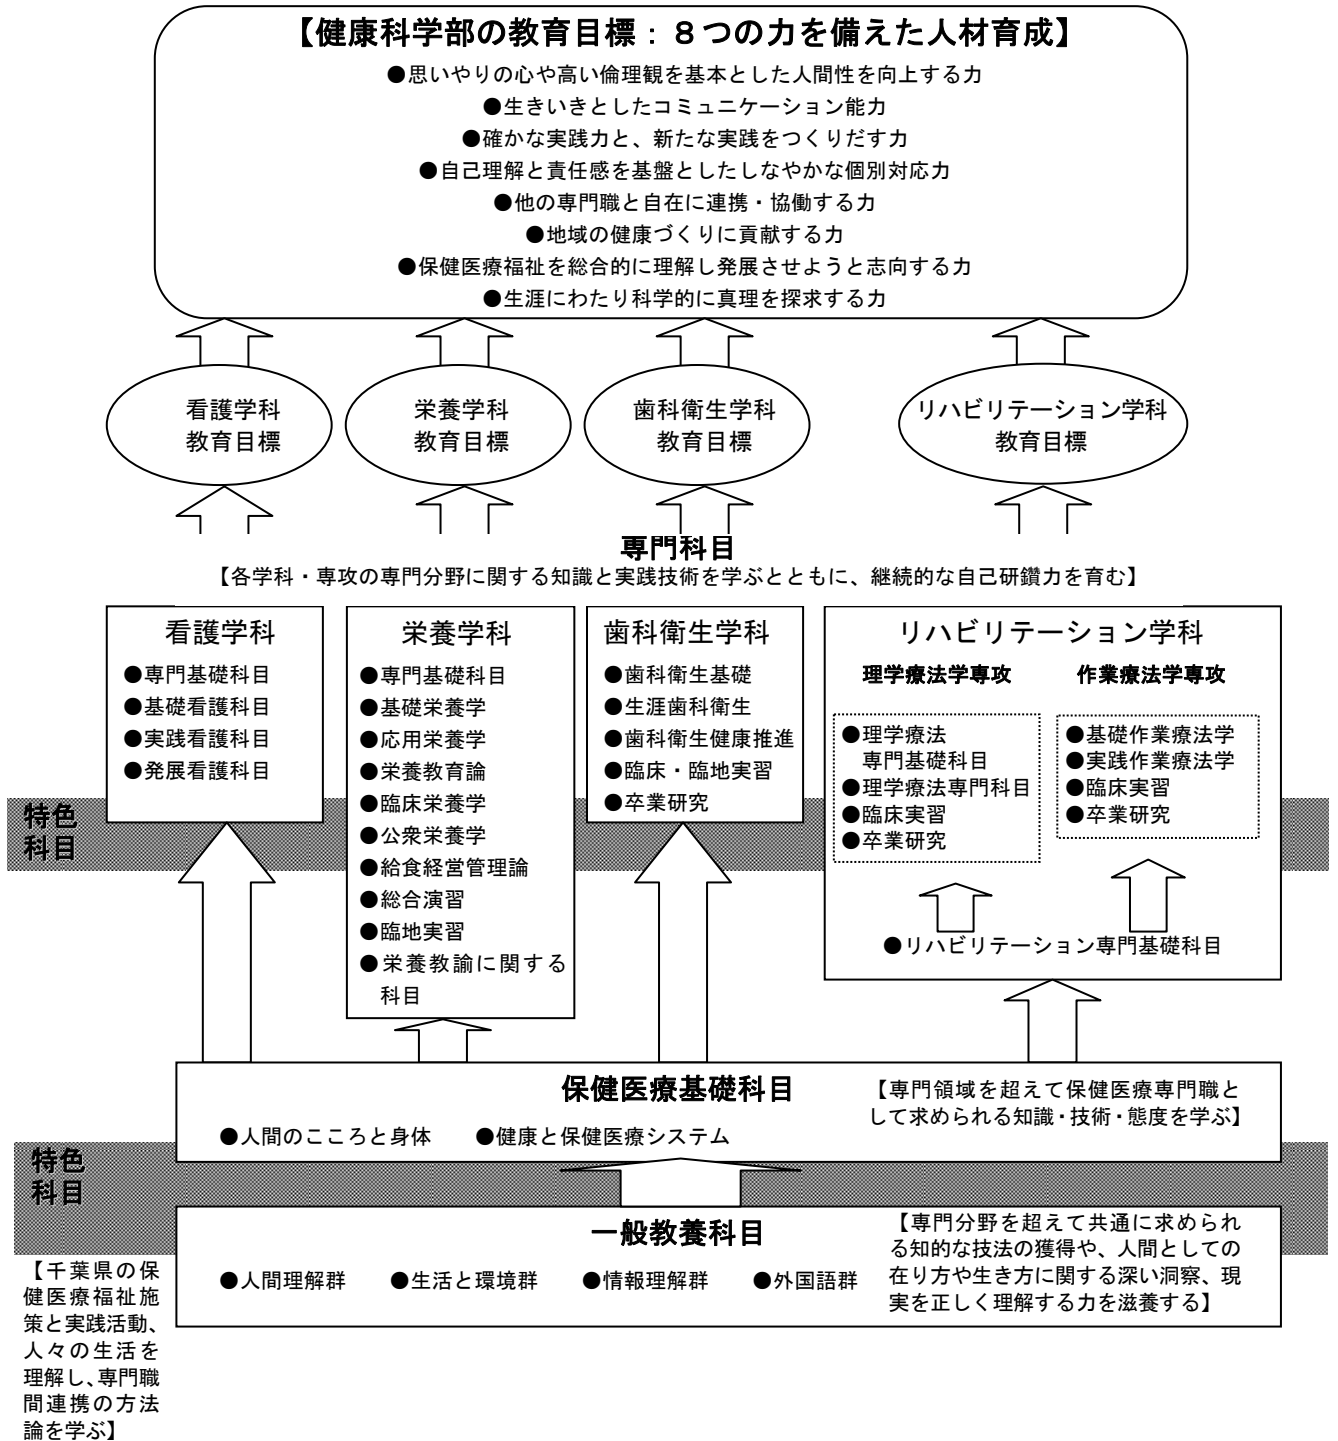 【健康科学部の教育目標：８つの力を備えた人材育成】
●思いやりの心や高い倫理観を基本とした人間性を向上する力
●生きいきとしたコミュニケーション能力
●確かな実践力と、新たな実践をつくりだす力
●自己理解と責任感を基盤としたしなやかな個別対応力
●他の専門職と自在に連携・協働する力
●地域の健康づくりに貢献する力
●保健医療福祉を総合的に理解し発展させようと志向する力
●生涯にわたり科学的に真理を探求する力
看護学科
教育目標
栄養学科
教育目標
歯科衛生学科
教育目標
リハビリテーション学科
教育目標
専門科目
【各学科・専攻の専門分野に関する知識と実践技術を学ぶとともに、継続的な自己研鑽力を育む】
看護学科
●専門基礎科目
●基礎看護科目
●実践看護科目
●発展看護科目
栄養学科
●専門基礎科目
●基礎栄養学
●応用栄養学
●栄養教育論
●臨床栄養学
●公衆栄養学
●給食経営管理論
●総合演習
●臨地実習
●栄養教諭に関する
科目
歯科衛生学科
●歯科衛生基礎
●生涯歯科衛生
●歯科衛生健康推進
●臨床・臨地実習
●卒業研究
リハビリテーション学科
理学療法学専攻
●理学療法
専門基礎科目
●理学療法専門科目
●臨床実習
●卒業研究
作業療法学専攻
●基礎作業療法学
●実践作業療法学
●臨床実習
●卒業研究
●リハビリテーション専門基礎科目
特色
科目
保健医療基礎科目
【専門領域を超えて保健医療専門職と
して求められる知識・技術・態度を学ぶ】
●人間のこころと身体
●健康と保健医療システム
特色
科目
一般教養科目
【専門分野を超えて共通に求められ
る知的な技法の獲得や、人間としての
在り方や生き方に関する深い洞察、現
実を正しく理解する力を滋養する】
●人間理解群
●生活と環境群
●情報理解群
●外国語群
【千葉県の保
健医療福祉施
策と実践活動、
人々の生活を
理解し、専門職
間連携の方法
論を学ぶ】